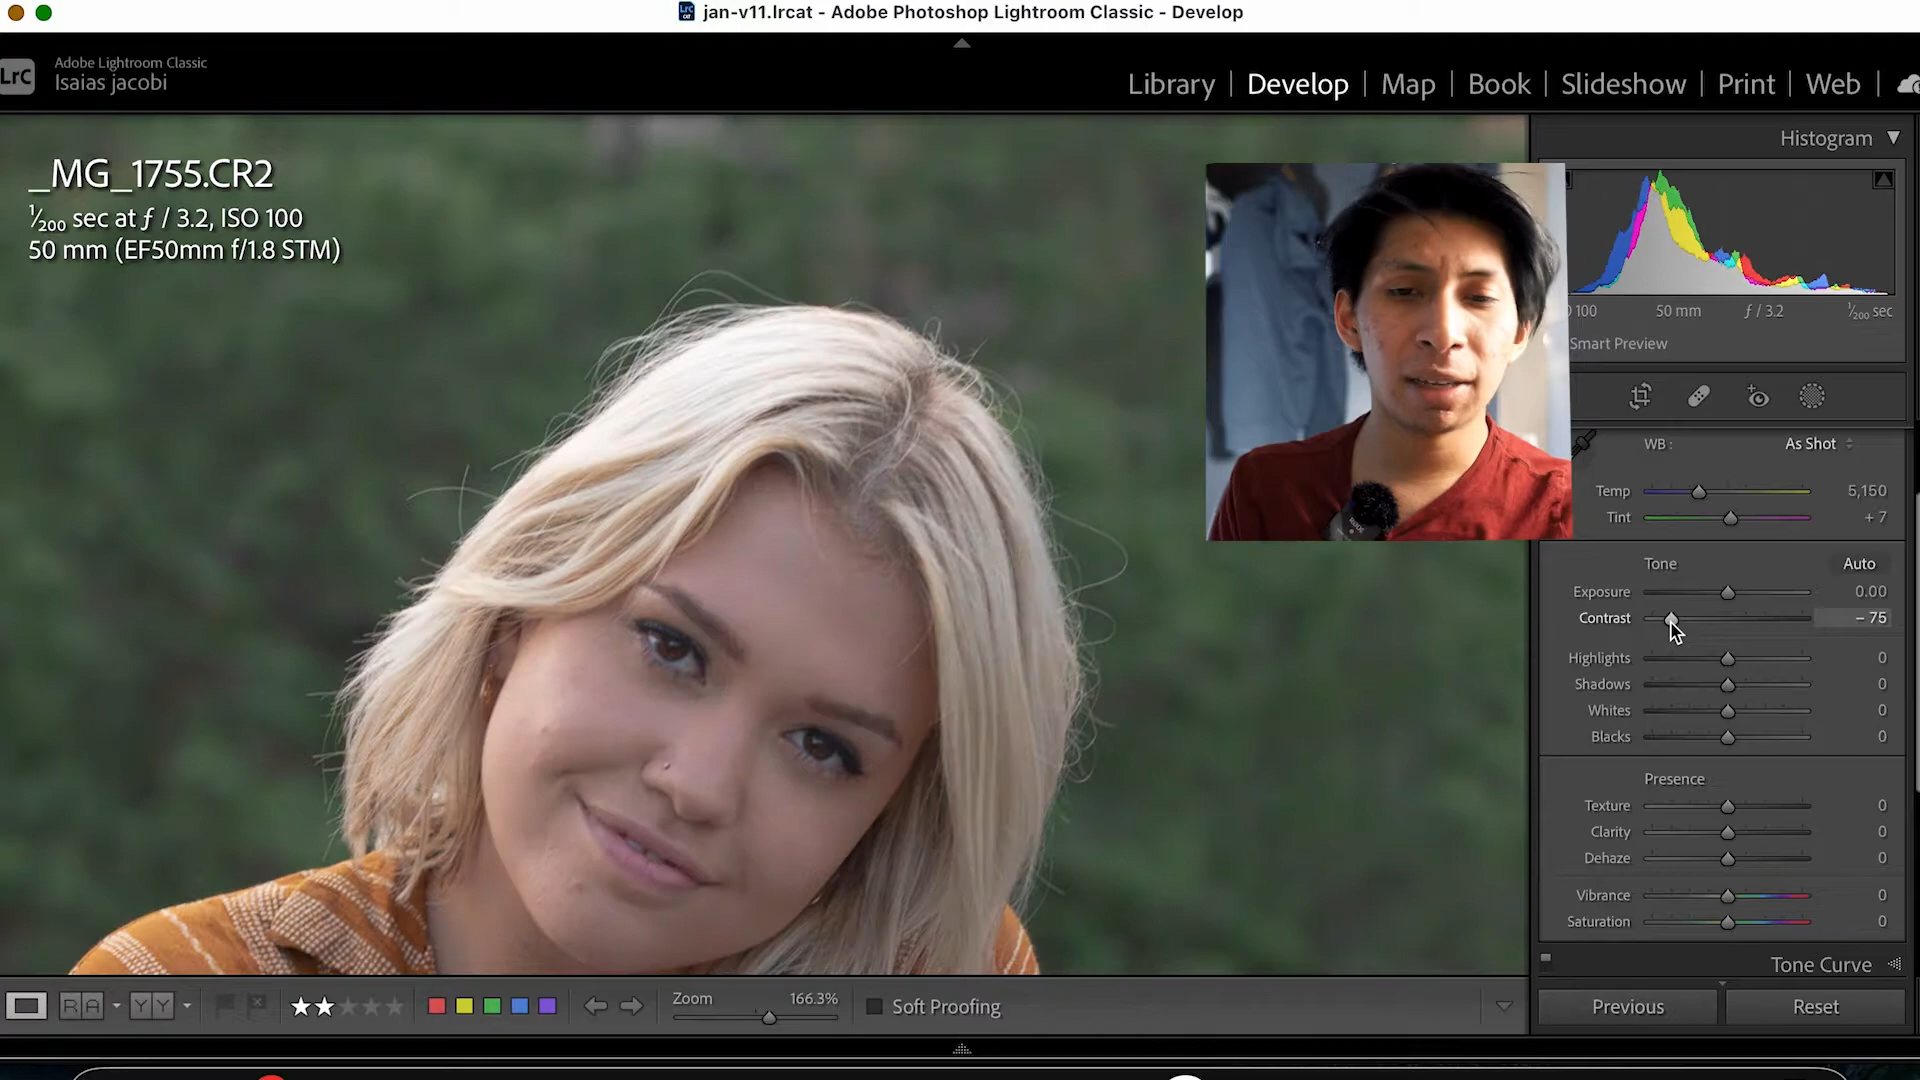 jan-v11.lrcat - Adobe Photoshop Lightroom Classic - Develop
LrC
Adobe Lightroom Classic
Isaias jacobi
Library | Develop | Map | Book | Slideshow | Print | Web
Histogram
_MG_1755.CR2
1/200 sec at ƒ / 3.2, ISO 100
50 mm (EF50mm f/1.8 STM)
100 50 mm ƒ / 3.2 1/200 sec
Smart Preview
WB : As Shot
Temp 5,150
Tint + 7
Tone Auto
Exposure 0.00
Contrast – 75
Highlights 0
Shadows 0
Whites 0
Blacks 0
Presence
Texture 0
Clarity 0
Dehaze 0
Vibrance 0
Saturation 0
Tone Curve
R A Y Y Zoom 166.3% Soft Proofing
Previous Reset